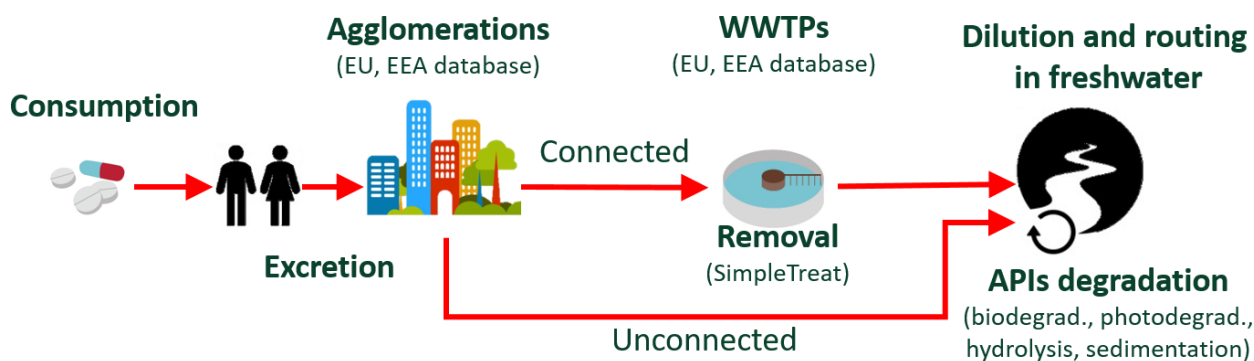 Consumption
Excretion
Agglomerations
(EU, EEA database)
Connected
Unconnected
WWTPs
(EU, EEA database)
Removal
(SimpleTreat)
Dilution and routing
in freshwater
APIs degradation
(biodegrad., photodegrad.,
hydrolysis, sedimentation)